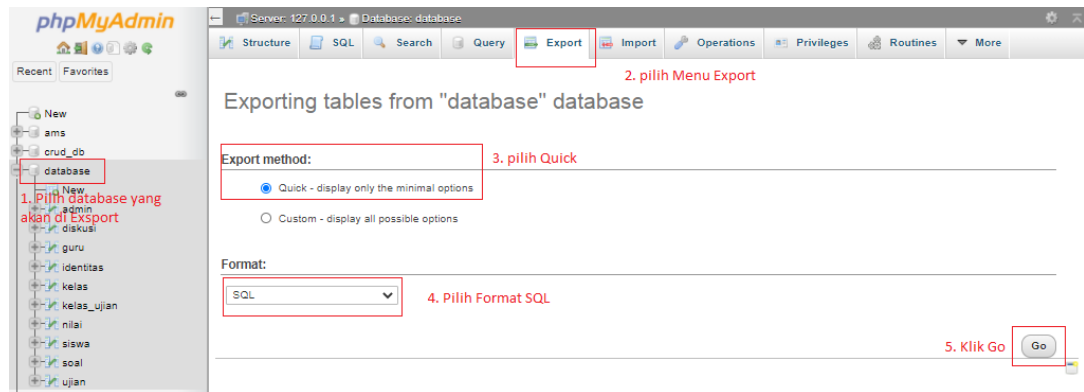 phpMyAdmin
Recent Favorites
New
ams
crud_db
database
New
admin
diskusi
guru
identitas
kelas
kelas_ujian
nilai
siswa
soal
ujian
1. Pilih database yang
akan di Exsport
Server: 127.0.0.1 » Database: database
Structure SQL Search Query Export Import Operations Privileges Routines More
2. pilih Menu Export
Exporting tables from "database" database
Export method:
3. pilih Quick
Quick - display only the minimal options
Custom - display all possible options
Format:
SQL
4. Pilih Format SQL
5. Klik Go
Go